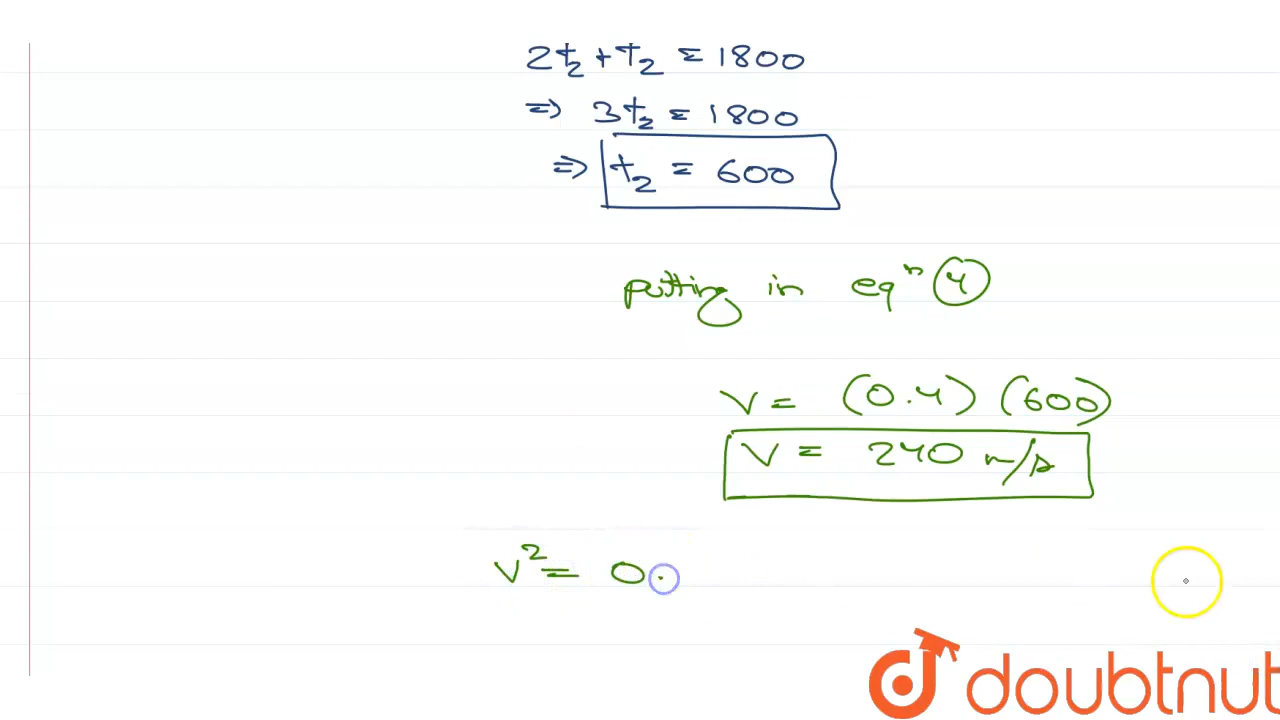 2t₂ + t₂ = 1800
⇒ 3t₂ = 1800
⇒ t₂ = 600
putting in eqⁿ 4
V = (0.4) (600)
V = 240 m/s
V² = 0.
doubtnut